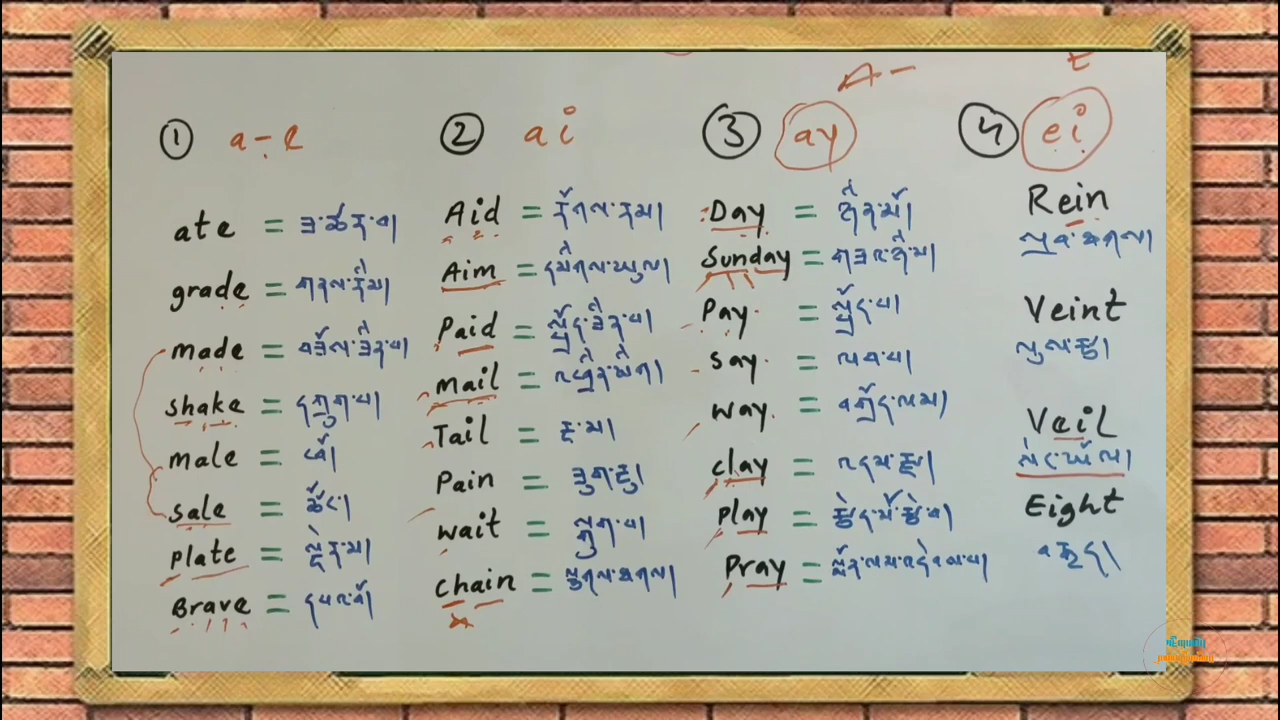 A -
① a-e
ate = ཟ་ཚར་བ།
grade =
made = བཟོས་ཟིན་པ།
shake = དཀྲུག་པ།
male = ཕོ།
sale = ཚོང་།
plate = སྡེར་མ།
Brave = དཔའ་བོ།
② ai
Aid = རོགས་རམ།
Aim = དམིགས་ཡུལ།
Paid = སྤྲོད་ཟིན་པ།
mail = འཕྲིན་ཡིག
Tail = རྔ་མ།
Pain = ཟུག་རྔུ།
wait = སྒུག་པ།
chain = ལྕགས་ཐག
③ ay
Day = ཉིན་མོ།
Sunday = གཟའ་ཉི་མ།
Pay = སྤྲོད་པ།
say = ལབ་པ།
way = བགྲོད་ལམ།
clay = འདམ་རྫ།
play = རྩེད་མོ་རྩེ་བ།
Pray = སྨོན་ལམ་འདེབས་པ།
④ ei
Rein
Veint
Veil
Eight
བརྒྱད།